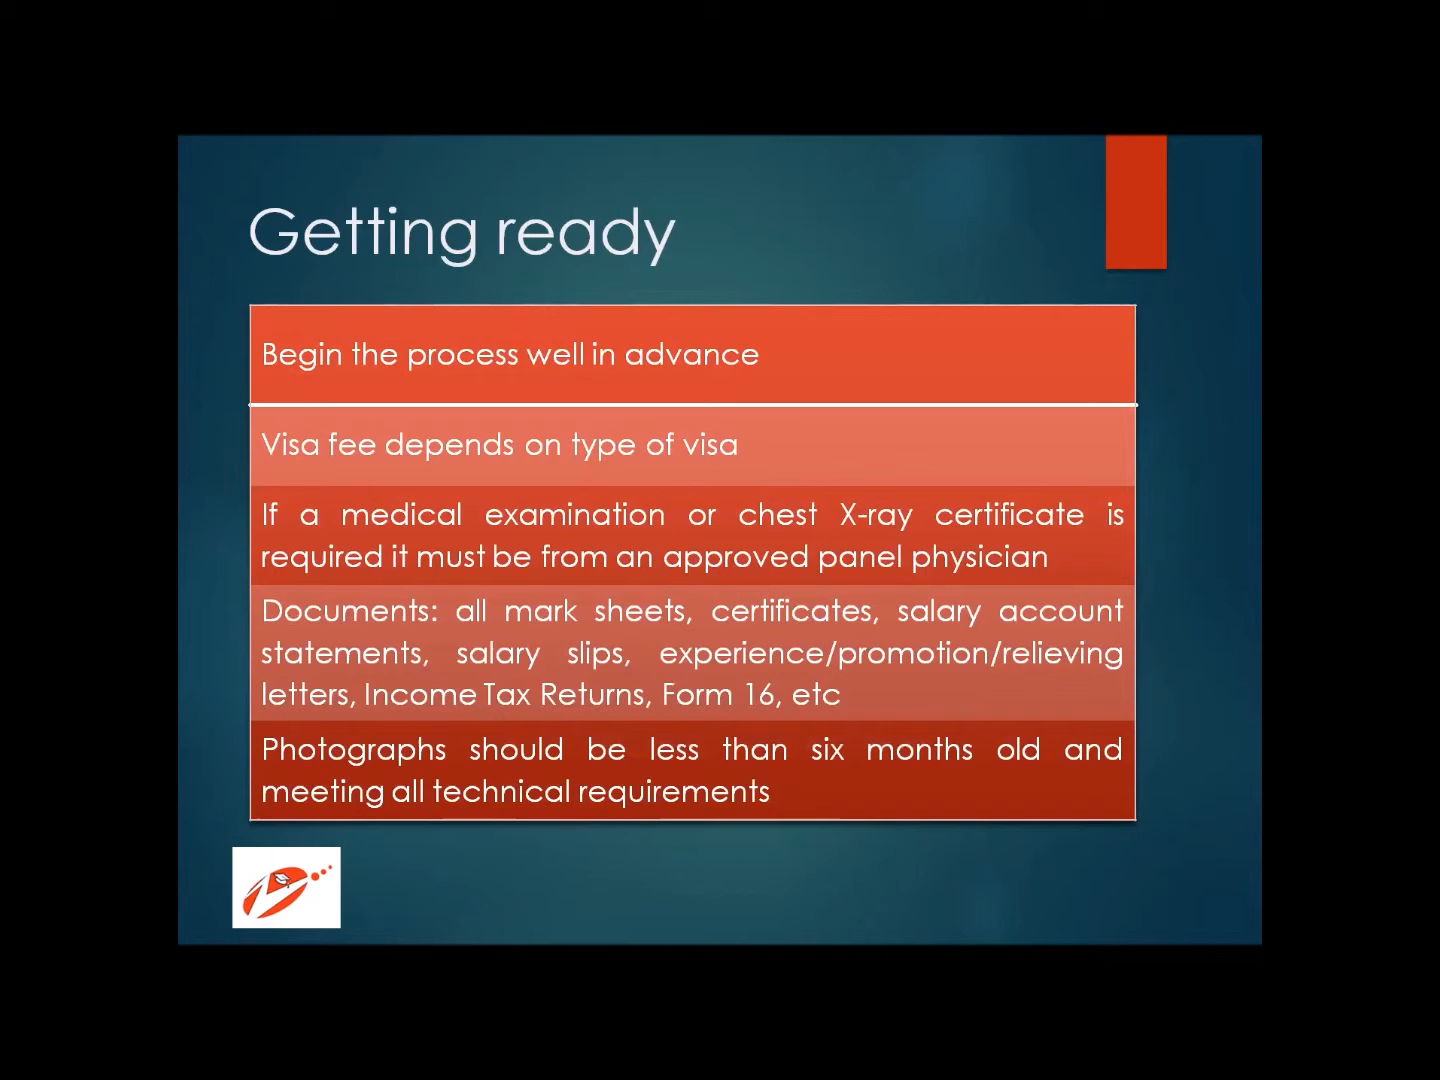 Getting ready
Begin the process well in advance
Visa fee depends on type of visa
If a medical examination or chest X-ray certificate is
required it must be from an approved panel physician
Documents: all mark sheets, certificates, salary account
statements, salary slips, experience/promotion/relieving
letters, Income Tax Returns, Form 16, etc
Photographs should be less than six months old and
meeting all technical requirements